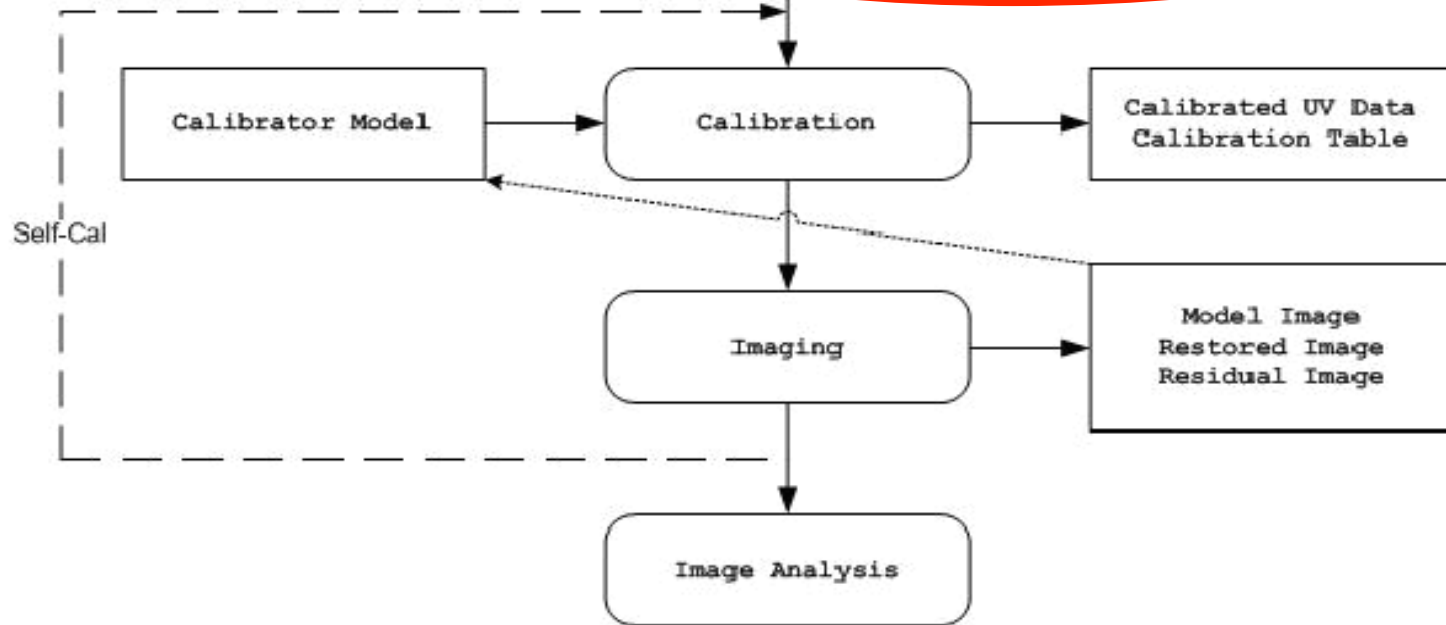 Calibrator Model
Calibration
Calibrated UV Data
Calibration Table
Self-Cal
Imaging
Model Image
Restored Image
Residual Image
Image Analysis